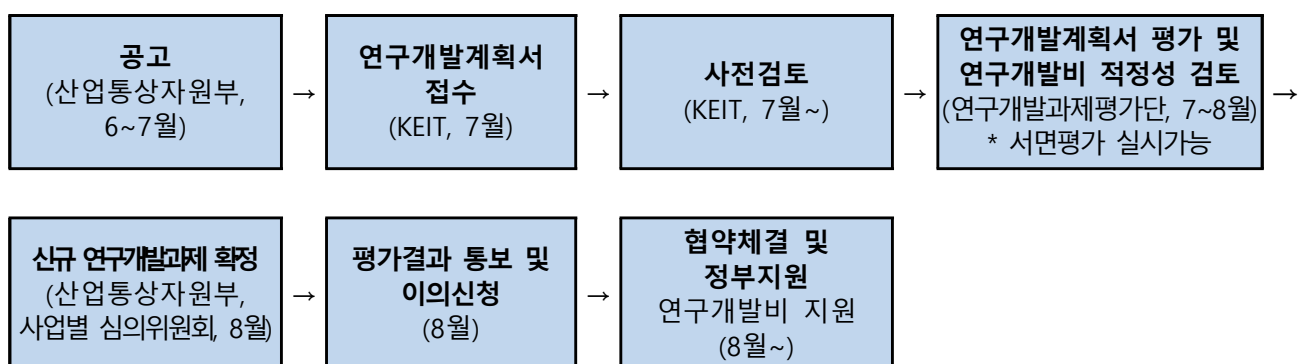 공고
(산업통상자원부,
6~7월)
→
연구개발계획서
접수
(KEIT, 7월)
→
사전검토
(KEIT, 7월~)
→
연구개발계획서 평가 및
연구개발비 적정성 검토
(연구개발과제평가단, 7~8월)
* 서면평가 실시가능
→
신규 연구개발과제 확정
(산업통상자원부,
사업별 심의위원회, 8월)
→
평가결과 통보 및
이의신청
(8월)
→
협약체결 및
정부지원
연구개발비 지원
(8월~)